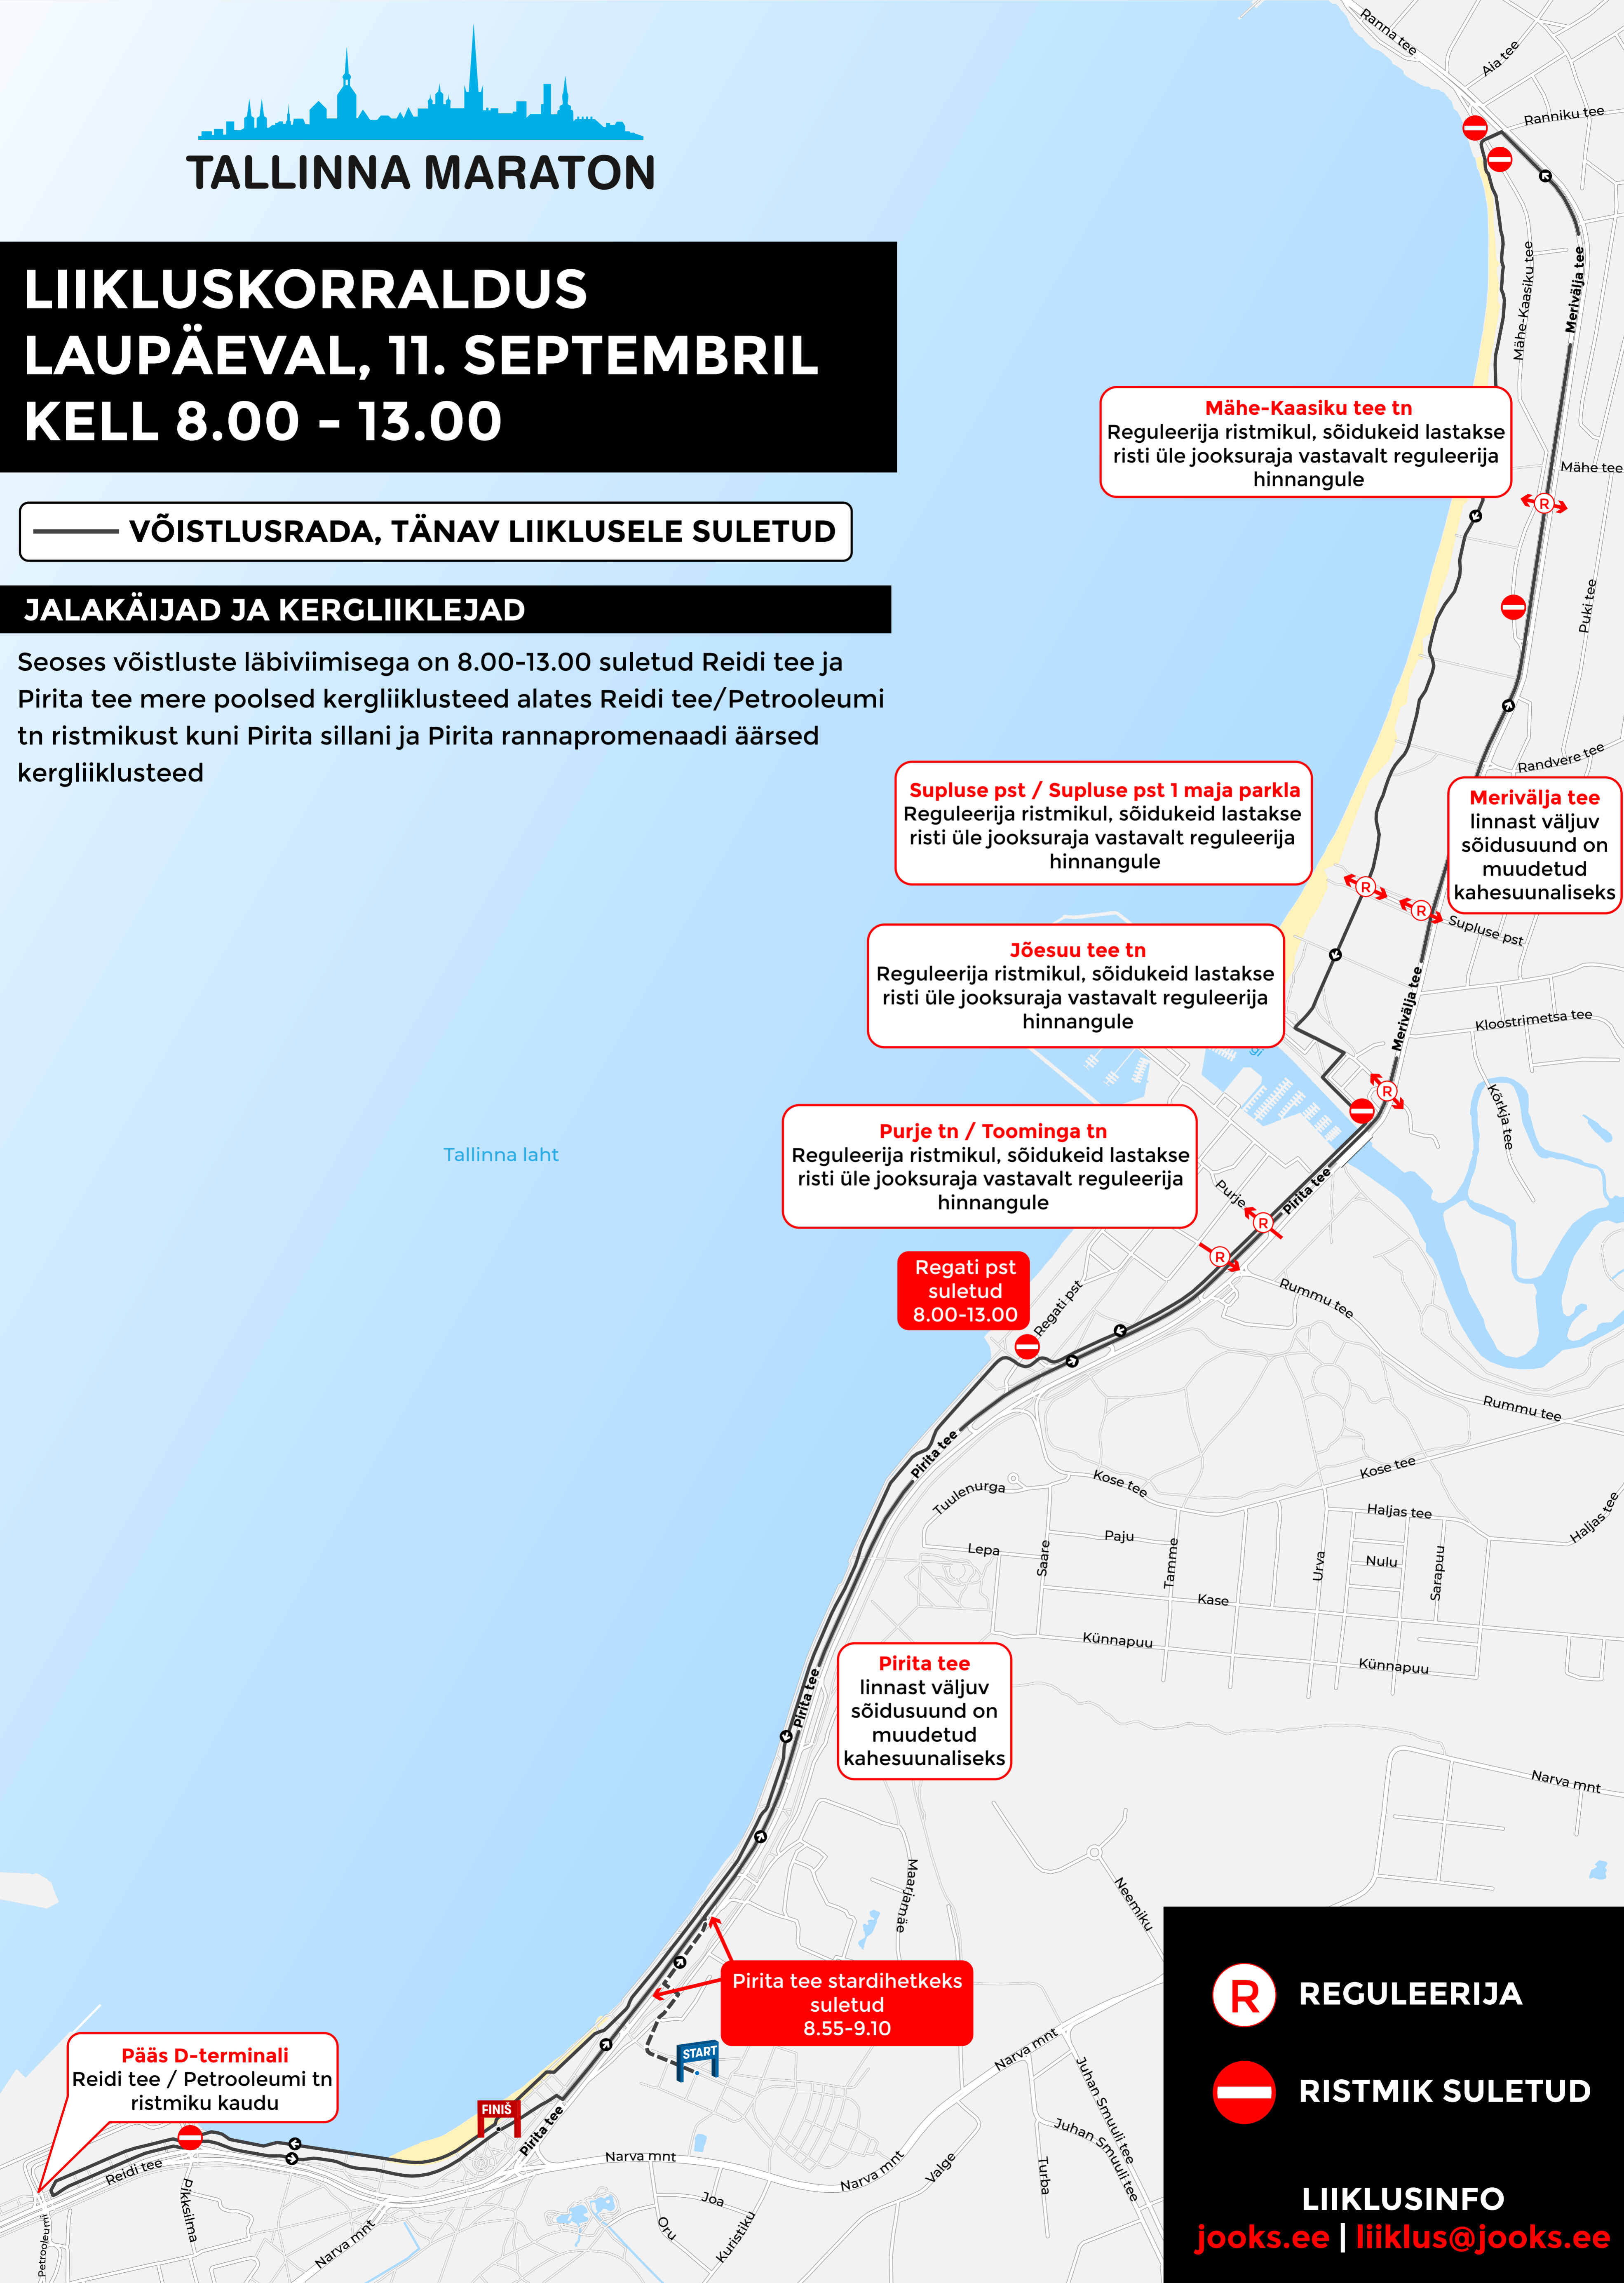 TALLINNA MARATON
LIIKLUSKORRALDUS
LAUPÄEVAL, 11. SEPTEMBRIL
KELL 8.00 - 13.00
VÕISTLUSRADA, TÄNAV LIIKLUSELE SULETUD
JALAKÄIJAD JA KERGLIIKLEJAD
Seoses võistluste läbiviimisega on 8.00-13.00 suletud Reidi tee ja
Pirita tee mere poolsed kergliiklusteed alates Reidi tee/Petrooleumi
tn ristmikust kuni Pirita sillani ja Pirita rannapromenaadi äärsed
kergliiklusteed
Ranna tee
Aia tee
Ranniku tee
Mähe-Kaasiku tee
Merivälja tee
Mähe-Kaasiku tee tn
Reguleerija ristmikul, sõidukeid lastakse
risti üle jooksuraja vastavalt reguleerija
hinnangule
Mähe tee
R
Puki tee
Randvere tee
Supluse pst / Supluse pst 1 maja parkla
Reguleerija ristmikul, sõidukeid lastakse
risti üle jooksuraja vastavalt reguleerija
hinnangule
Merivälja tee
linnast väljuv
sõidusuund on
muudetud
kahesuunaliseks
R
R
Supluse pst
Jõesuu tee tn
Reguleerija ristmikul, sõidukeid lastakse
risti üle jooksuraja vastavalt reguleerija
hinnangule
Merivälja tee
Kloostrimetsa tee
R
Kõrkja tee
Purje tn / Toominga tn
Reguleerija ristmikul, sõidukeid lastakse
risti üle jooksuraja vastavalt reguleerija
hinnangule
Tallinna laht
Purje
Pirita tee
R
R
Regati pst
suletud
8.00-13.00
Regati pst
Rummu tee
Rummu tee
Pirita tee
Kose tee
Kose tee
Tuulenurga
Haljas tee
Haljas tee
Lepa
Saare
Paju
Tamme
Urva
Nulu
Sarapuu
Kase
Künnapuu
Künnapuu
Pirita tee
Pirita tee
linnast väljuv
sõidusuund on
muudetud
kahesuunaliseks
Narva mnt
Maarjamäe
Neemiku
Pirita tee stardihetkeks
suletud
8.55-9.10
START
Narva mnt
Juhan Smuuli tee
Juhan Smuuli tee
Pääs D-terminali
Reidi tee / Petrooleumi tn
ristmiku kaudu
FINIŠ
Pirita tee
Reidi tee
Pikksilma
Petrooleumi
Narva mnt
Narva mnt
Narva mnt
Joa
Oru
Kuristiku
Valge
Turba
R REGULEERIJA
RISTMIK SULETUD
LIIKLUSINFO
jooks.ee | liiklus@jooks.ee